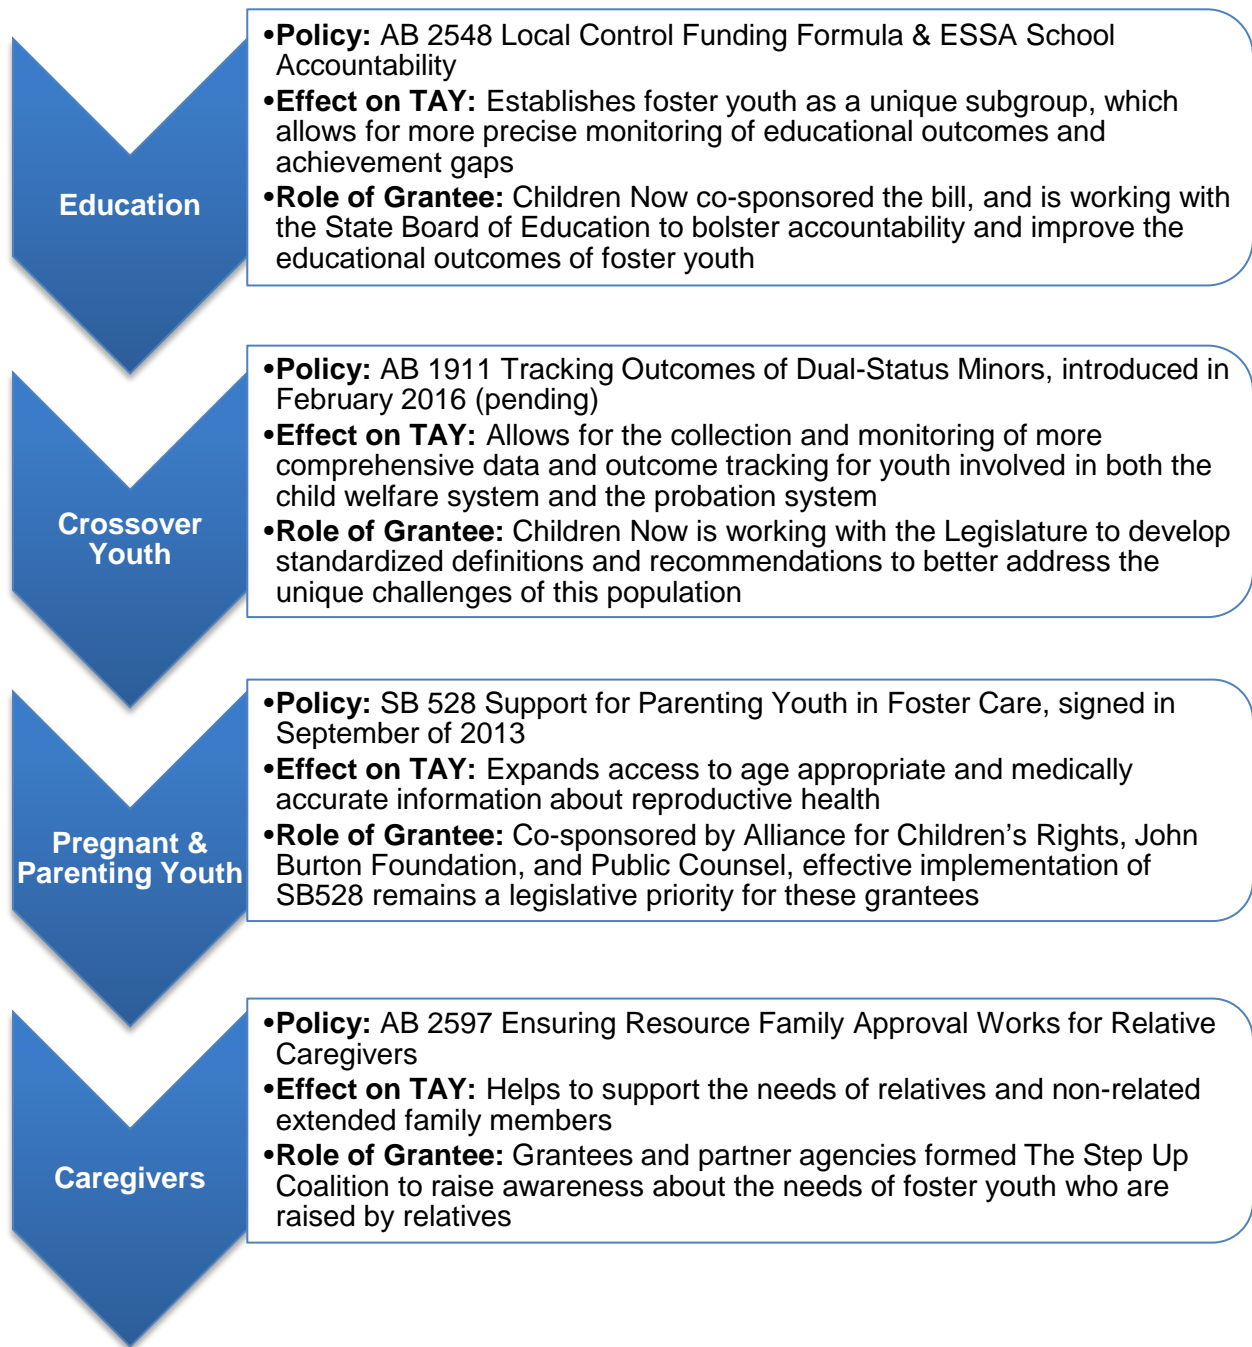 Education
•Policy: AB 2548 Local Control Funding Formula & ESSA School
Accountability
•Effect on TAY: Establishes foster youth as a unique subgroup, which
allows for more precise monitoring of educational outcomes and
achievement gaps
•Role of Grantee: Children Now co-sponsored the bill, and is working with
the State Board of Education to bolster accountability and improve the
educational outcomes of foster youth
Crossover
Youth
•Policy: AB 1911 Tracking Outcomes of Dual-Status Minors, introduced in
February 2016 (pending)
•Effect on TAY: Allows for the collection and monitoring of more
comprehensive data and outcome tracking for youth involved in both the
child welfare system and the probation system
•Role of Grantee: Children Now is working with the Legislature to develop
standardized definitions and recommendations to better address the
unique challenges of this population
Pregnant &
Parenting Youth
•Policy: SB 528 Support for Parenting Youth in Foster Care, signed in
September of 2013
•Effect on TAY: Expands access to age appropriate and medically
accurate information about reproductive health
•Role of Grantee: Co-sponsored by Alliance for Children’s Rights, John
Burton Foundation, and Public Counsel, effective implementation of
SB528 remains a legislative priority for these grantees
Caregivers
•Policy: AB 2597 Ensuring Resource Family Approval Works for Relative
Caregivers
•Effect on TAY: Helps to support the needs of relatives and non-related
extended family members
•Role of Grantee: Grantees and partner agencies formed The Step Up
Coalition to raise awareness about the needs of foster youth who are
raised by relatives